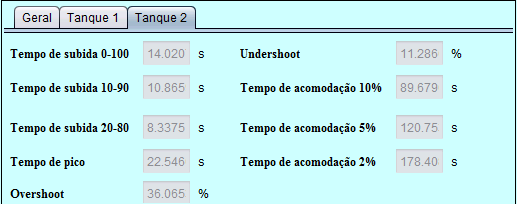 Geral Tanque 1 Tanque 2
Tempo de subida 0-100 14.020 s Undershoot 11.286 %
Tempo de subida 10-90 10.865 s Tempo de acomodação 10% 89.679 s
Tempo de subida 20-80 8.3375 s Tempo de acomodação 5% 120.75 s
Tempo de pico 22.546 s Tempo de acomodação 2% 178.40 s
Overshoot 36.065 %